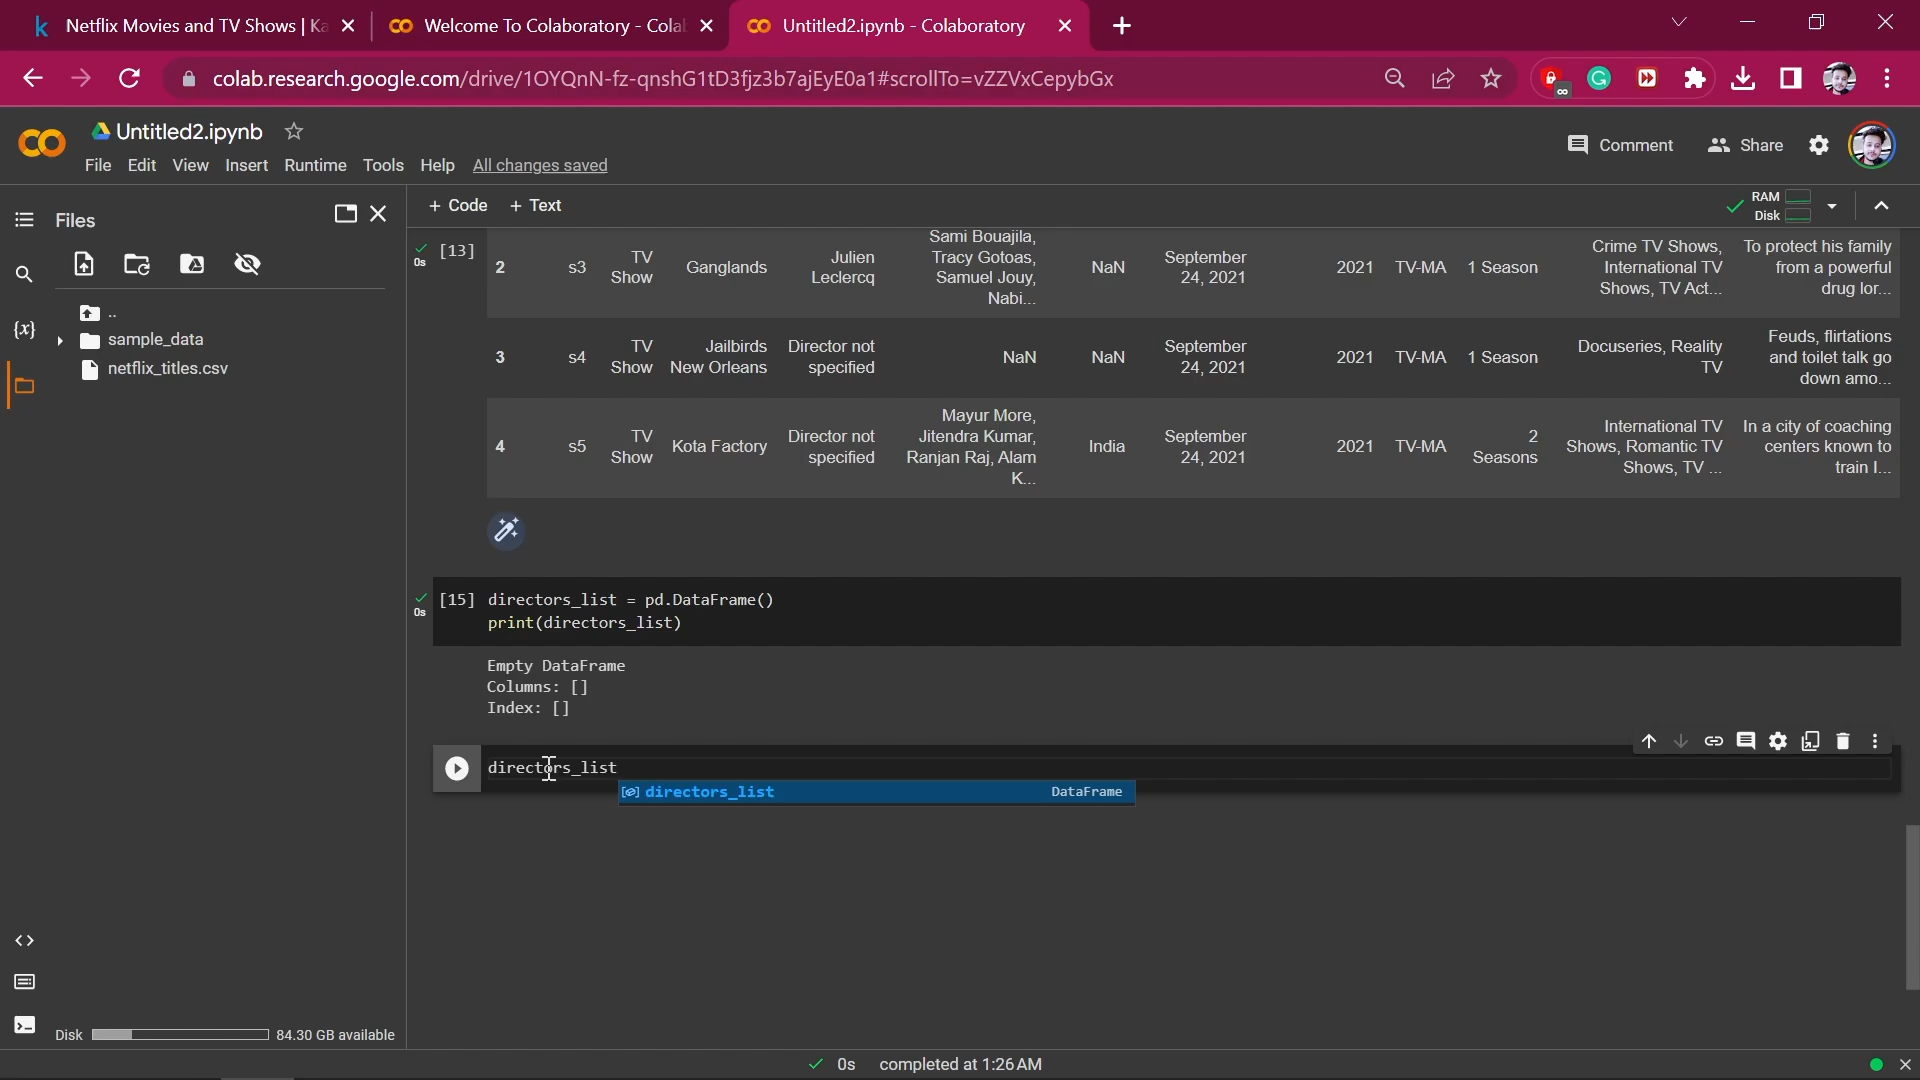 Netflix Movies and TV Shows | Ka
Welcome To Colaboratory - Colab
Untitled2.ipynb - Colaboratory
colab.research.google.com/drive/1OYQnN-fz-qnshG1tD3fjz3b7ajEyE0a1#scrollTo=vZZVxCepybGx
Untitled2.ipynb
File Edit View Insert Runtime Tools Help All changes saved
Comment Share
Files
+ Code + Text
RAM
Disk
..
sample_data
netflix_titles.csv
Disk 84.30 GB available
[13]
0s
2 s3 TV Show Ganglands Julien Leclercq Sami Bouajila, Tracy Gotoas, Samuel Jouy, Nabi... NaN September 24, 2021 2021 TV-MA 1 Season Crime TV Shows, International TV Shows, TV Act... To protect his family from a powerful drug lor...
3 s4 TV Show Jailbirds New Orleans Director not specified NaN NaN September 24, 2021 2021 TV-MA 1 Season Docuseries, Reality TV Feuds, flirtations and toilet talk go down amo...
4 s5 TV Show Kota Factory Director not specified Mayur More, Jitendra Kumar, Ranjan Raj, Alam K... India September 24, 2021 2021 TV-MA 2 Seasons International TV Shows, Romantic TV Shows, TV ... In a city of coaching centers known to train I...
[15] directors_list = pd.DataFrame()
0s
print(directors_list)
Empty DataFrame
Columns: []
Index: []
directors_list
directors_list DataFrame
0s completed at 1:26 AM